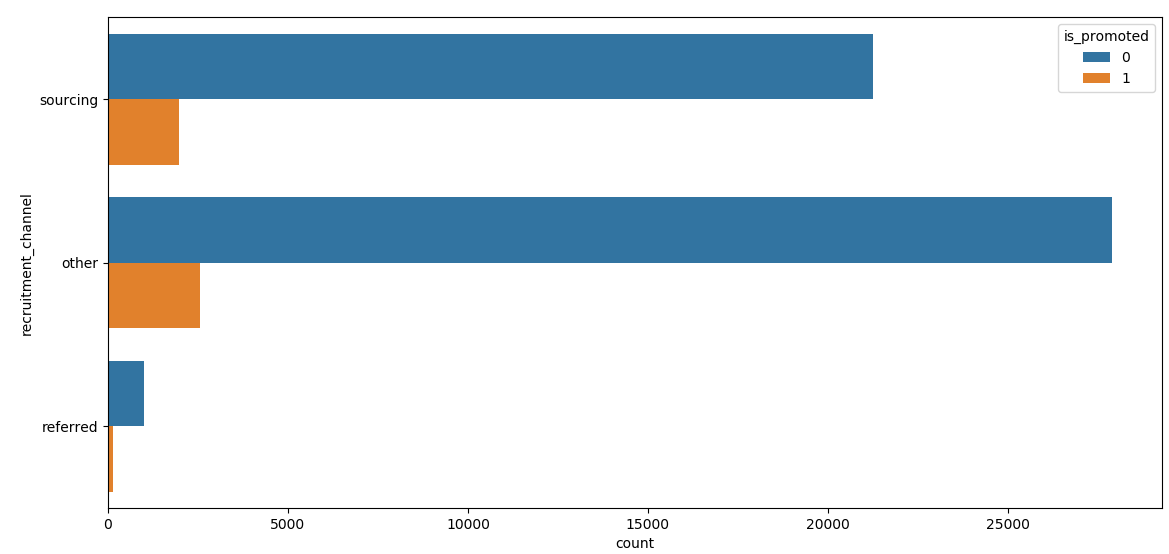 is_promoted
0
1
sourcing
other
referred
recruitment_channel
0 5000 10000 15000 20000 25000
count